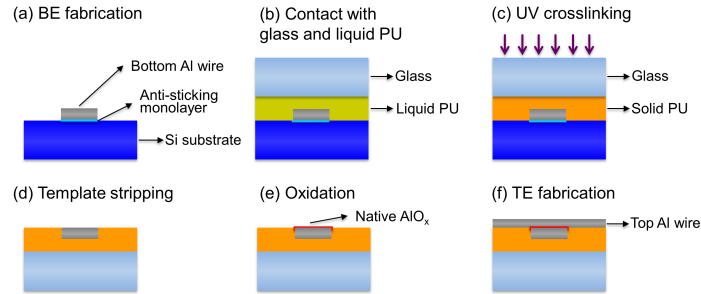 (a) BE fabrication
Bottom Al wire
Anti-sticking
monolayer
Si substrate
(b) Contact with
glass and liquid PU
Glass
Liquid PU
(c) UV crosslinking
Glass
Solid PU
(d) Template stripping
(e) Oxidation
Native AlOₓ
(f) TE fabrication
Top Al wire